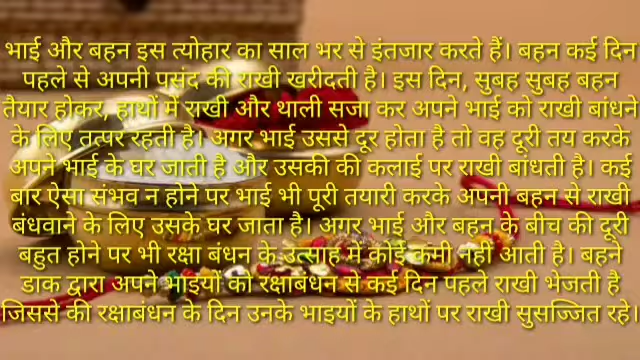 भाई और बहन इस त्योहार का साल भर से इंतजार करते हैं। बहन कई दिन
पहले से अपनी पसंद की राखी खरीदती है। इस दिन, सुबह सुबह बहन
तैयार होकर, हाथों में राखी और थाली सजा कर अपने भाई को राखी बांधने
के लिए तत्पर रहती है। अगर भाई उससे दूर होता है तो वह दूरी तय करके
अपने भाई के घर जाती है और उसकी की कलाई पर राखी बांधती है। कई
बार ऐसा संभव न होने पर भाई भी पूरी तयारी करके अपनी बहन से राखी
बंधवाने के लिए उसके घर जाता है। अगर भाई और बहन के बीच की दूरी
बहुत होने पर भी रक्षा बंधन के उत्साह में कोई कमी नहीं आती है। बहने
डाक द्वारा अपने भाइयों को रक्षाबंधन से कई दिन पहले राखी भेजती है
जिससे की रक्षाबंधन के दिन उनके भाइयों के हाथों पर राखी सुसज्जित रहे।